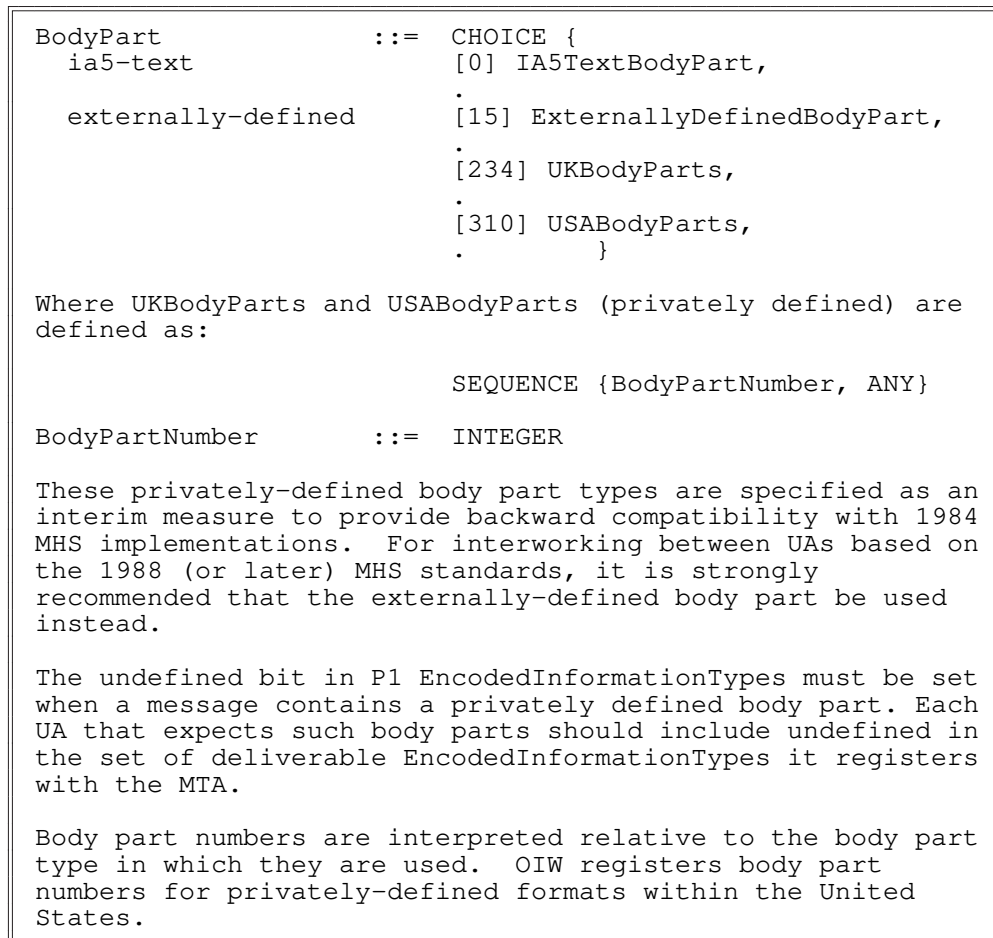 BodyPart ::= CHOICE {
ia5-text [0] IA5TextBodyPart,
.
externally-defined [15] ExternallyDefinedBodyPart,
.
[234] UKBodyParts,
.
[310] USABodyParts,
. }
Where UKBodyParts and USABodyParts (privately defined) are
defined as:
SEQUENCE {BodyPartNumber, ANY}
BodyPartNumber ::= INTEGER
These privately-defined body part types are specified as an
interim measure to provide backward compatibility with 1984
MHS implementations. For interworking between UAs based on
the 1988 (or later) MHS standards, it is strongly
recommended that the externally-defined body part be used
instead.
The undefined bit in P1 EncodedInformationTypes must be set
when a message contains a privately defined body part. Each
UA that expects such body parts should include undefined in
the set of deliverable EncodedInformationTypes it registers
with the MTA.
Body part numbers are interpreted relative to the body part
type in which they are used. OIW registers body part
numbers for privately-defined formats within the United
States.